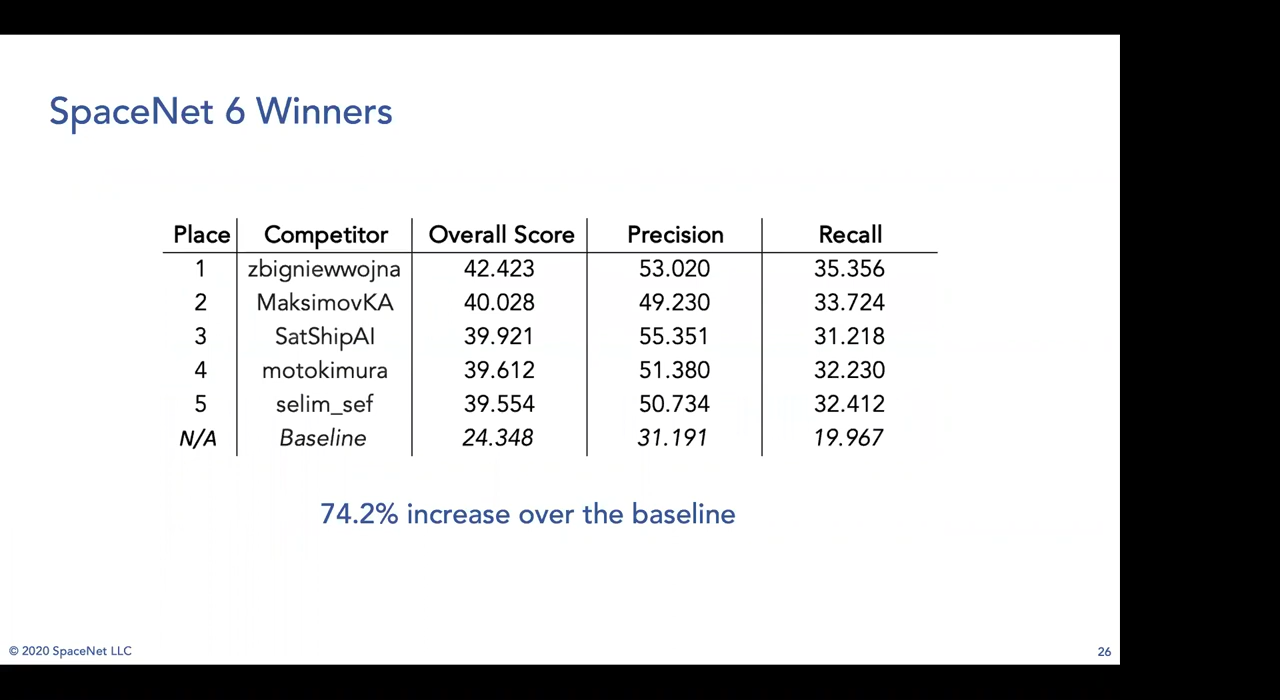 SpaceNet 6 Winners
Place Competitor Overall Score Precision Recall
1 zbigniewwojna 42.423 53.020 35.356
2 MaksimovKA 40.028 49.230 33.724
3 SatShipAI 39.921 55.351 31.218
4 motokimura 39.612 51.380 32.230
5 selim_sef 39.554 50.734 32.412
N/A Baseline 24.348 31.191 19.967
74.2% increase over the baseline
© 2020 SpaceNet LLC
26